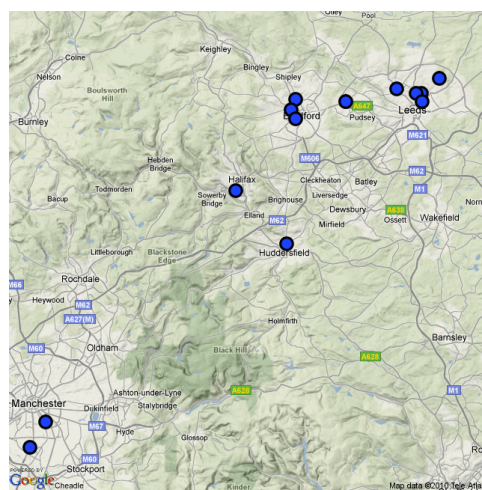 Otley
Pool
Colne
Keighley
Bingley
Nelson
Shipley
Boulsworth
Hill
A647
Leeds
Burnley
Bradford
Pudsey
M621
M606
Hebden
Bridge
M62
Halifax
Cleckheaton
Batley
Todmorden
M1
Sowerby
Bridge
Brighouse
Liversedge
Bacup
Dewsbury
A638
Elland
M62
Mirfield
Ossett
Wakefield
Blackstone
Edge
Huddersfield
Littleborough
Rochdale
M66
Heywood
M62
A627(M)
Holmfirth
Barnsley
M60
Oldham
Black Hill
A628
Ashton-under-Lyne
A628
M1
Manchester
Dukinfield
Stalybridge
M67
Hyde
Glossop
M60
Stockport
POWERED BY
Google
Cheadle
Kinder
Map data ©2010 Tele Atlas